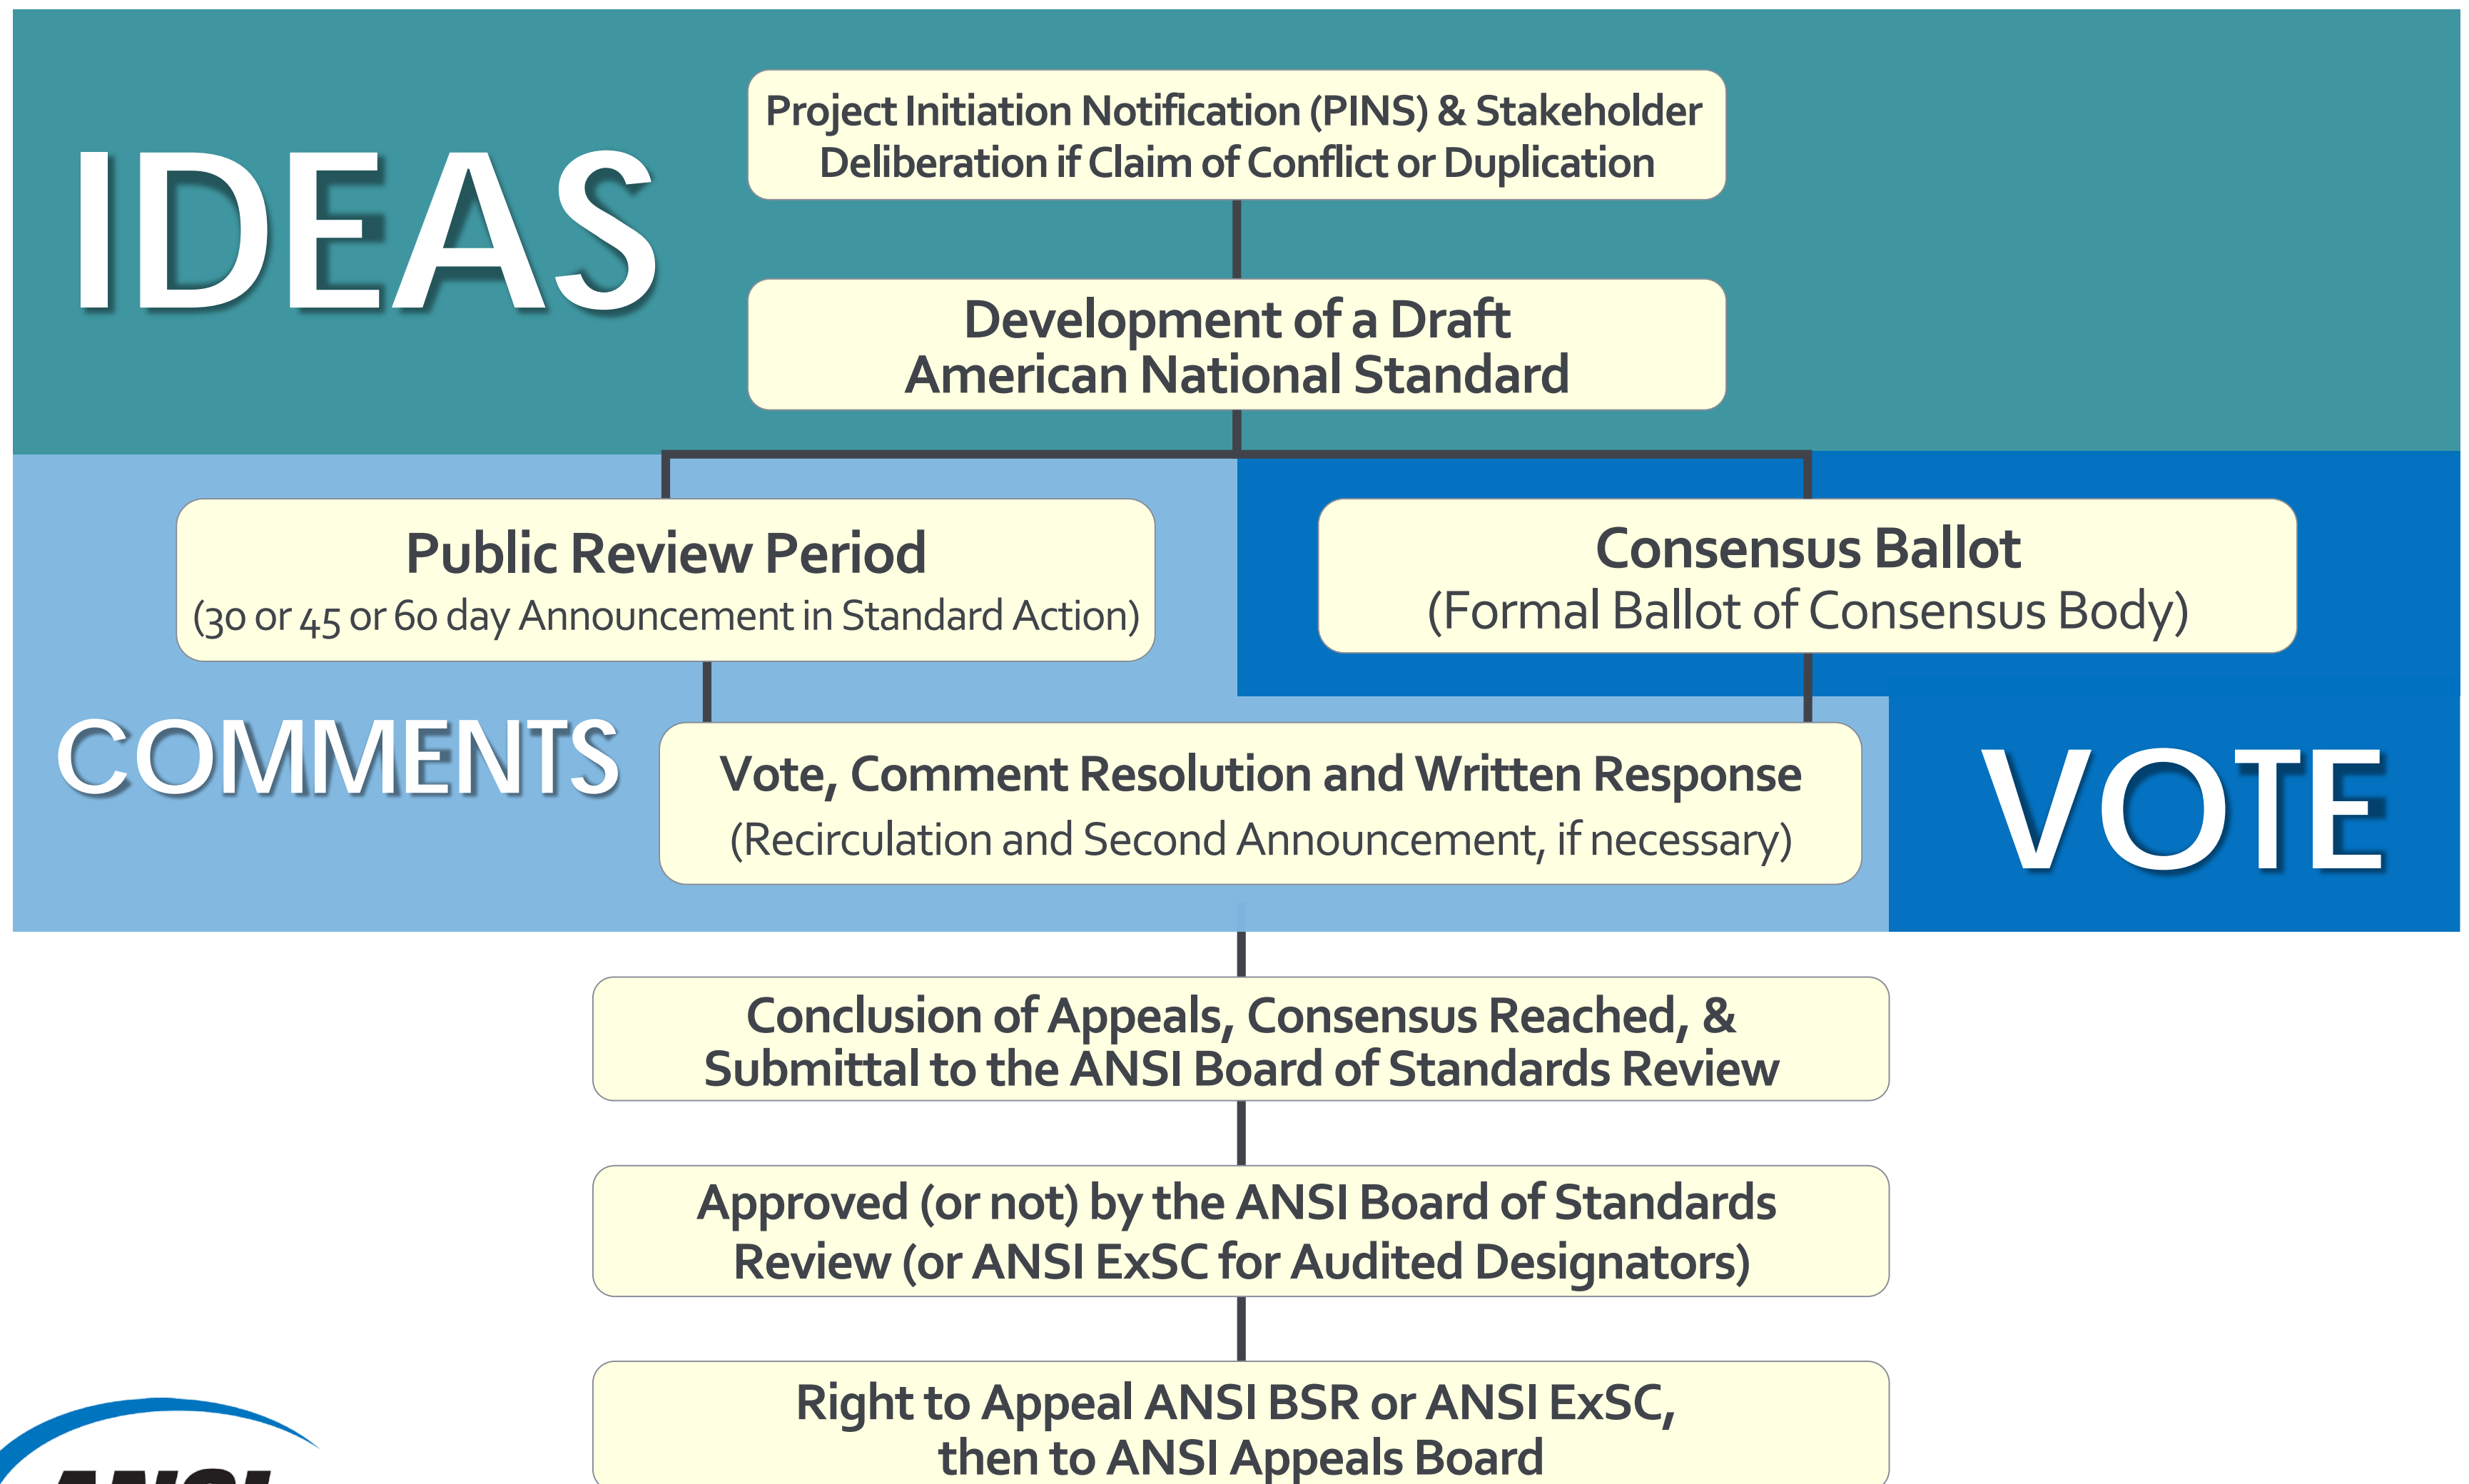 IDEAS
Project Initiation Notification (PINS) & Stakeholder
Deliberation if Claim of Conflict or Duplication
Development of a Draft
American National Standard
Public Review Period
(30 or 45 or 60 day Announcement in Standard Action)
Consensus Ballot
(Formal Ballot of Consensus Body)
COMMENTS
Vote, Comment Resolution and Written Response
(Recirculation and Second Announcement, if necessary)
VOTE
Conclusion of Appeals, Consensus Reached, &
Submittal to the ANSI Board of Standards Review
Approved (or not) by the ANSI Board of Standards
Review (or ANSI ExSC for Audited Designators)
Right to Appeal ANSI BSR or ANSI ExSC,
then to ANSI Appeals Board
ANSI